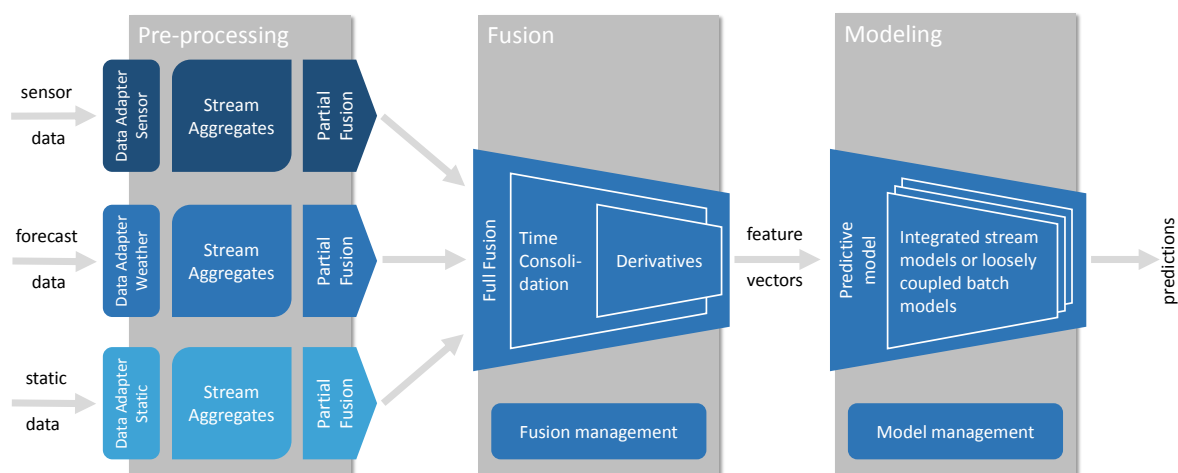 Pre-processing
Fusion
Modeling
sensor
data
Data Adapter
Sensor
Stream
Aggregates
Partial
Fusion
forecast
data
Data Adapter
Weather
Stream
Aggregates
Partial
Fusion
static
data
Data Adapter
Static
Stream
Aggregates
Partial
Fusion
Full Fusion
Time
Consoli-
dation
Derivatives
Fusion management
feature
vectors
Predictive
model
Integrated stream
models or loosely
coupled batch
models
Model management
predictions